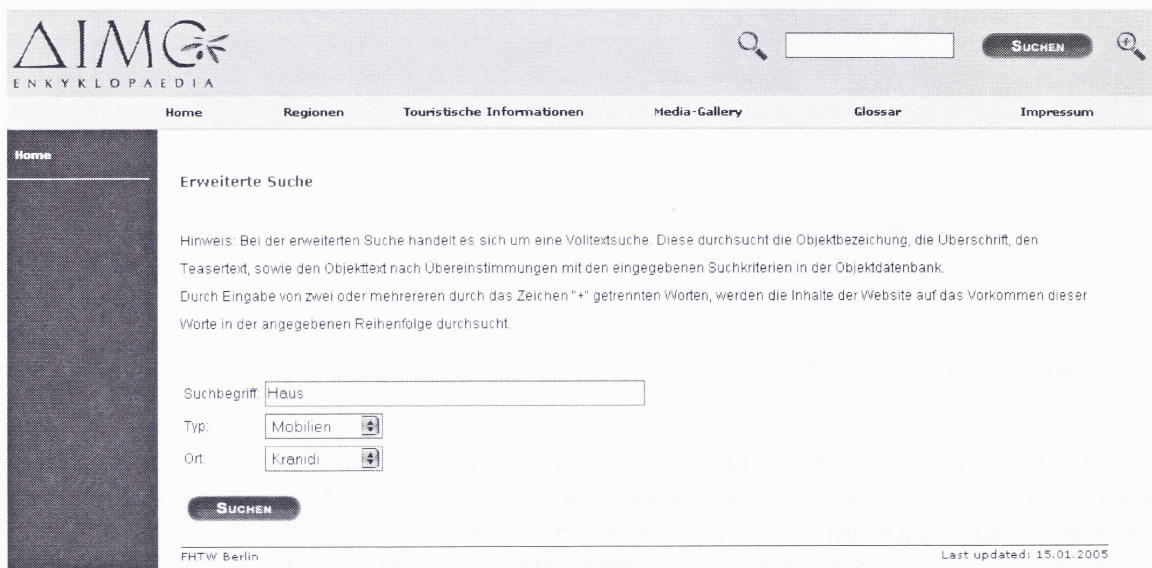 ΔIMOC
ENKYKLOPAEDIA
SUCHEN
Home Regionen Touristische Informationen Media-Gallery Glossar Impressum
Home
Erweiterte Suche
Hinweis: Bei der erweiterten Suche handelt es sich um eine Volltextsuche. Diese durchsucht die Objektbezeichung, die Überschrift, den
Teasertext, sowie den Objekttext nach Übereinstimmungen mit den eingegebenen Suchkriterien in der Objektdatenbank.
Durch Eingabe von zwei oder mehrereren durch das Zeichen "+" getrennten Worten, werden die Inhalte der Website auf das Vorkommen dieser
Worte in der angegebenen Reihenfolge durchsucht.
Suchbegriff: Haus
Typ: Mobilien
Ort: Kranidi
SUCHEN
FHTW Berlin Last updated: 15.01.2005